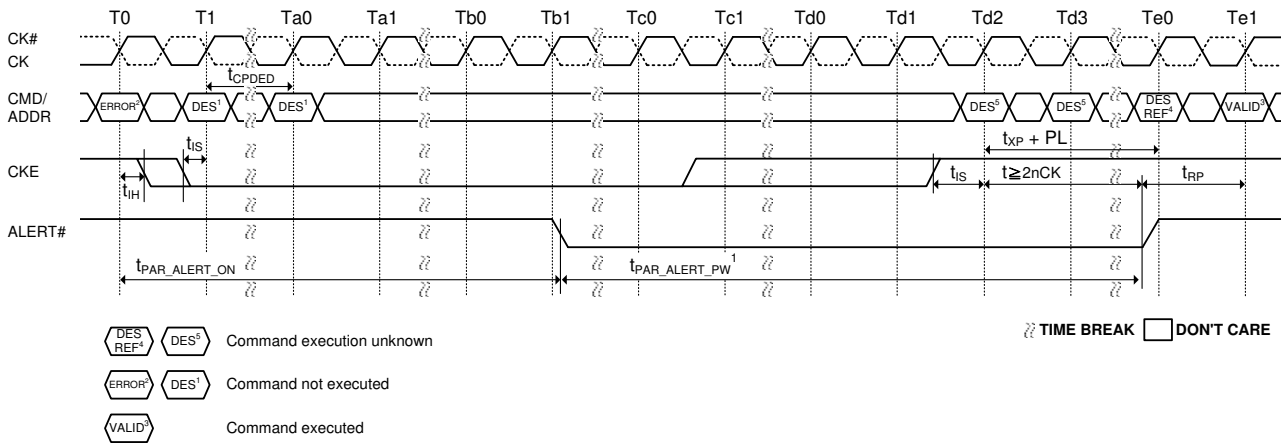 T0 T1 Ta0 Ta1 Tb0 Tb1 Tc0 Tc1 Td0 Td1 Td2 Td3 Te0 Te1
CK#
CK
tCPDED
CMD/
ADDR
ERROR² DES¹ DES¹ DES⁵ DES⁵ DES REF⁴ VALID³
tIS
tXP + PL
CKE
tIH
tIS t≧2nCK tRP
ALERT#
tPAR_ALERT_ON tPAR_ALERT_PW¹
DES REF⁴ DES⁵ Command execution unknown
TIME BREAK DON'T CARE
ERROR² DES¹ Command not executed
VALID³ Command executed